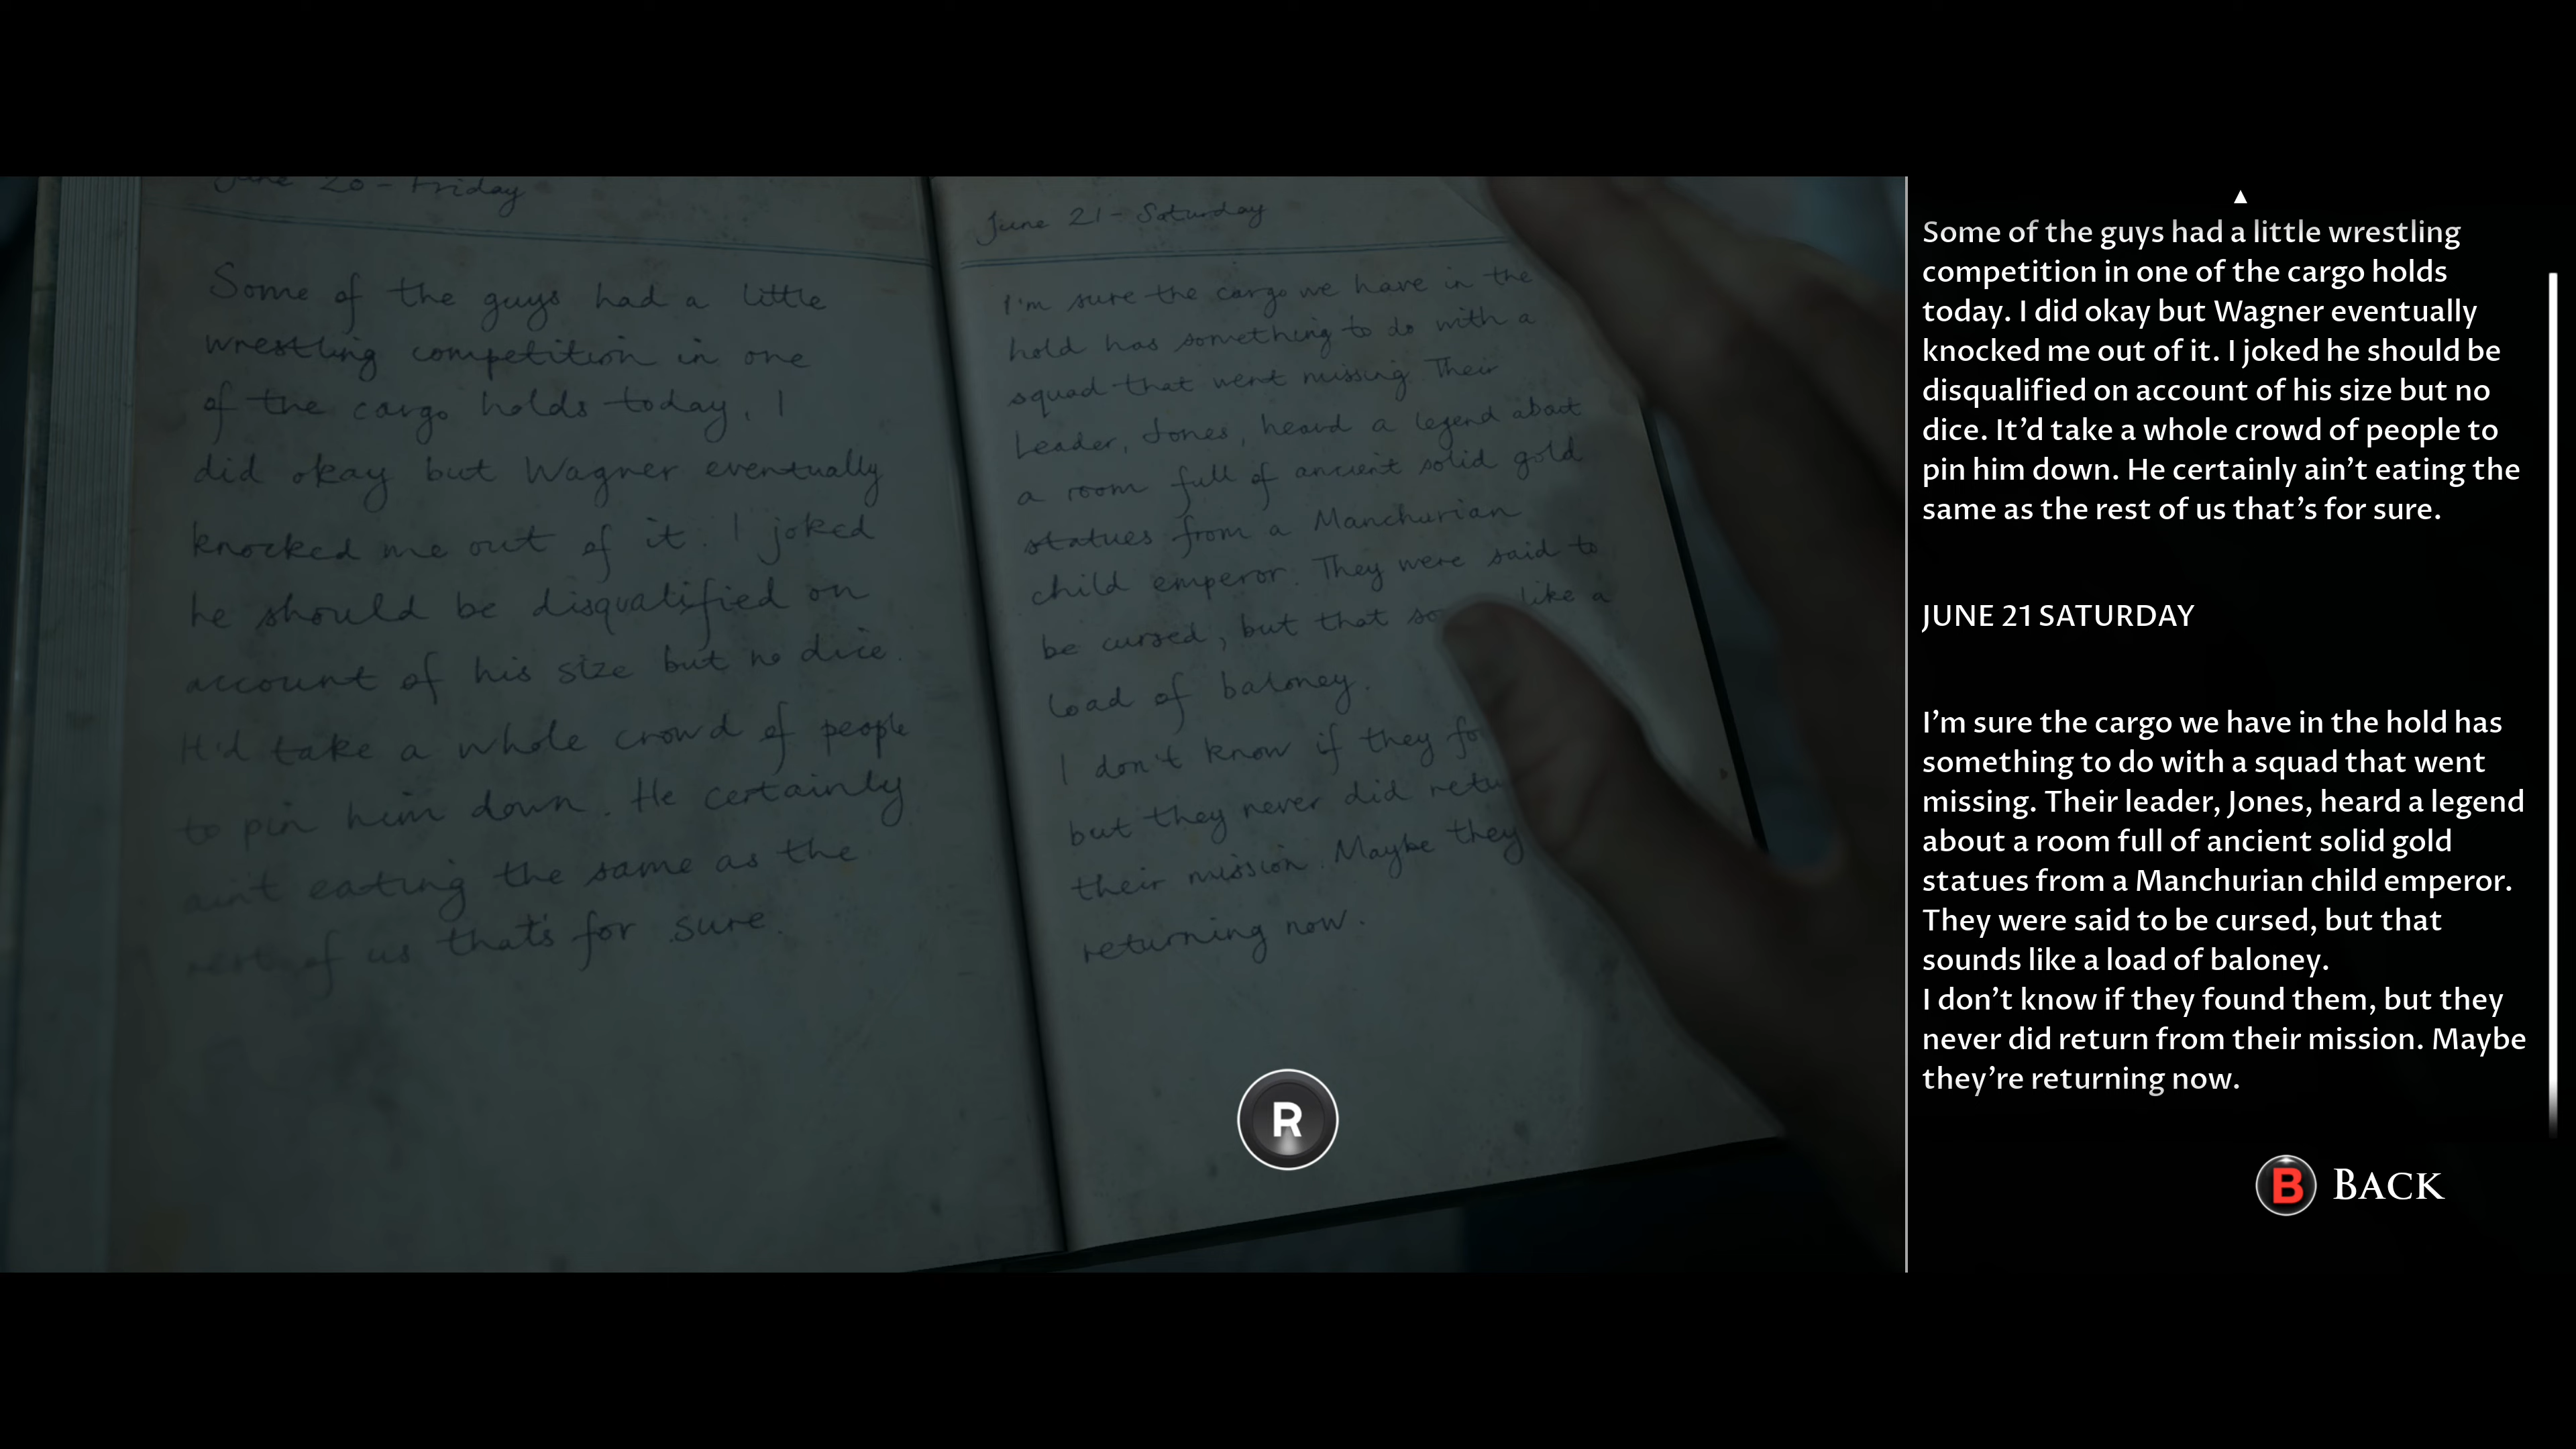 June 20 - Friday
Some of the guys had a little
wrestling competition in one
of the cargo holds today. I
did okay but Wagner eventually
knocked me out of it. I joked
he should be disqualified on
account of his size but no dice.
It'd take a whole crowd of people
to pin him down. He certainly
ain't eating the same as the
rest of us that's for sure.
June 21 - Saturday
I'm sure the cargo we have in the
hold has something to do with a
squad that went missing. Their
leader, Jones, heard a legend about
a room full of ancient solid gold
statues from a Manchurian
child emperor. They were said to
be cursed, but that so like a
load of baloney.
I don't know if they fo
but they never did retu
their mission. Maybe they
returning now.
R
Some of the guys had a little wrestling
competition in one of the cargo holds
today. I did okay but Wagner eventually
knocked me out of it. I joked he should be
disqualified on account of his size but no
dice. It’d take a whole crowd of people to
pin him down. He certainly ain’t eating the
same as the rest of us that’s for sure.
JUNE 21 SATURDAY
I’m sure the cargo we have in the hold has
something to do with a squad that went
missing. Their leader, Jones, heard a legend
about a room full of ancient solid gold
statues from a Manchurian child emperor.
They were said to be cursed, but that
sounds like a load of baloney.
I don’t know if they found them, but they
never did return from their mission. Maybe
they’re returning now.
B BACK